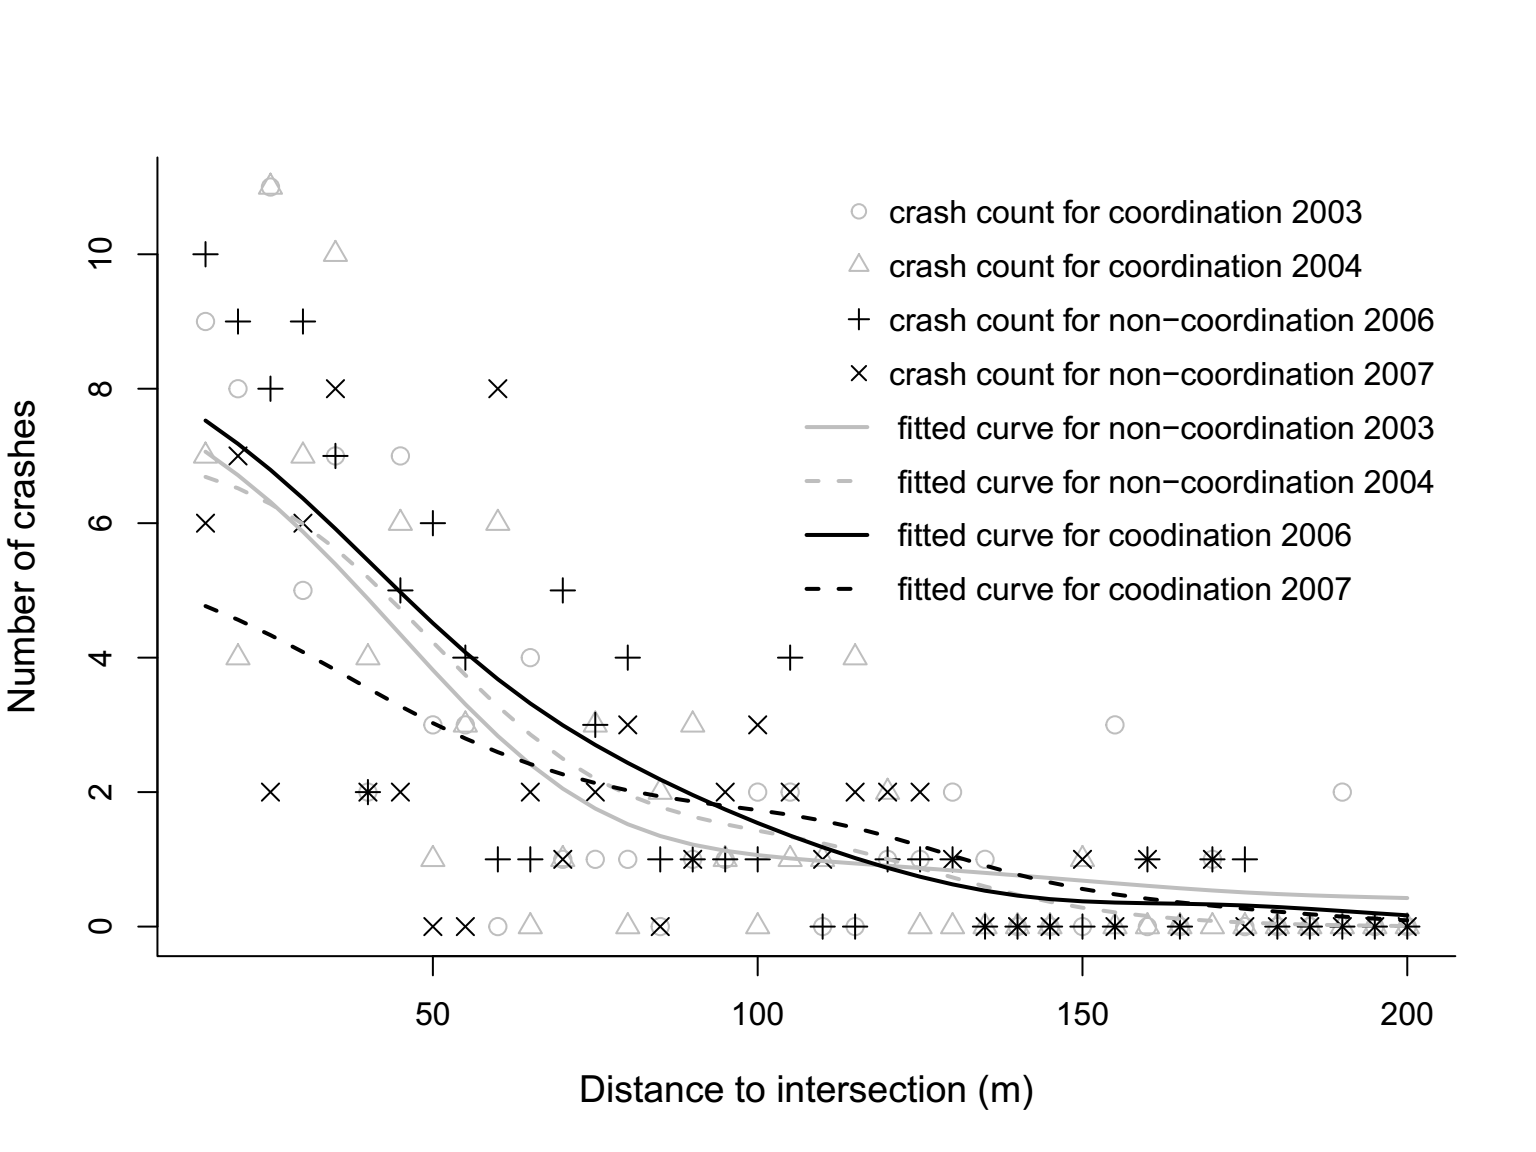 crash count for coordination 2003
crash count for coordination 2004
crash count for non−coordination 2006
crash count for non−coordination 2007
fitted curve for non−coordination 2003
fitted curve for non−coordination 2004
fitted curve for coodination 2006
fitted curve for coodination 2007
Number of crashes
10
8
6
4
2
0
50 100 150 200
Distance to intersection (m)